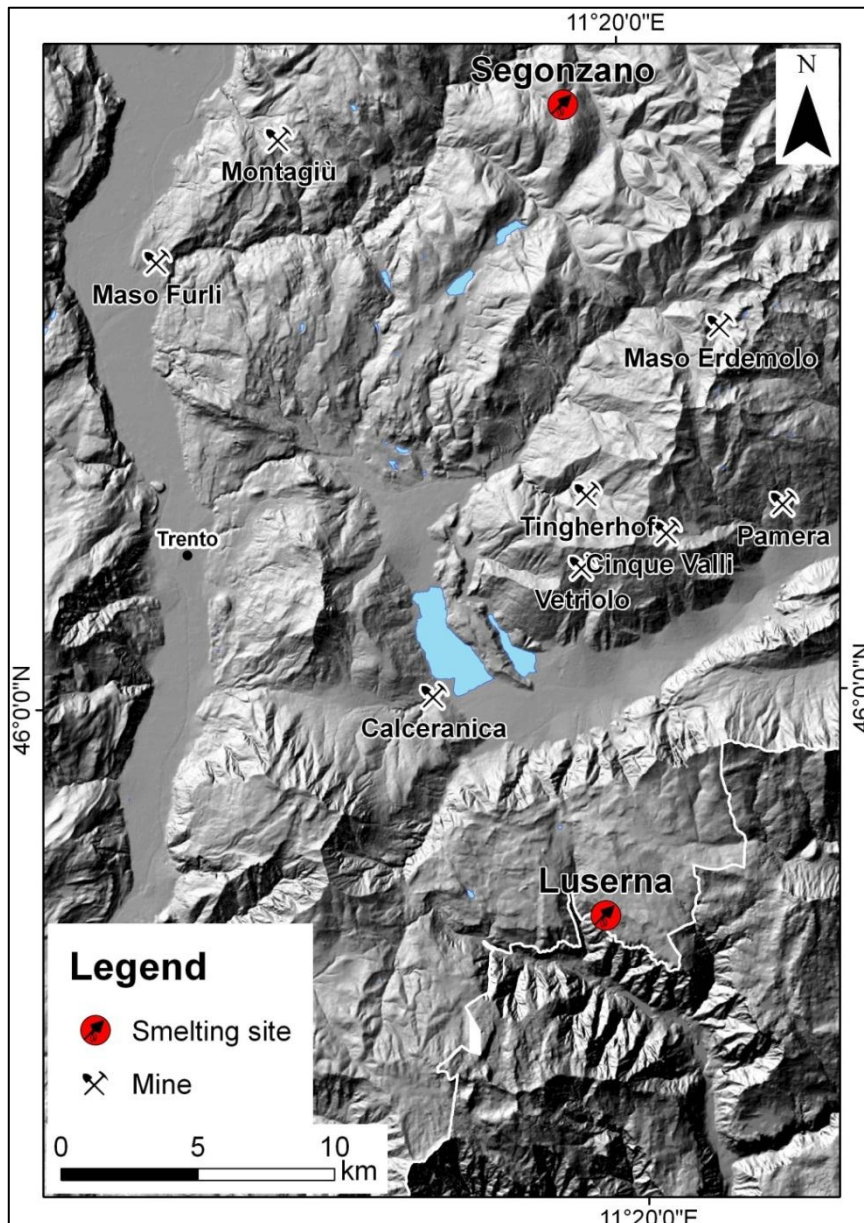 11°20'0"E
Segonzano
N
Montagiù
Maso Furli
Maso Erdemolo
Tingherhof
Pamera
Trento
Cinque Valli
Vetriolo
46°0'0"N
46°0'0"N
Calceranica
Luserna
Legend
Smelting site
Mine
0 5 10
km
11°20'0"E